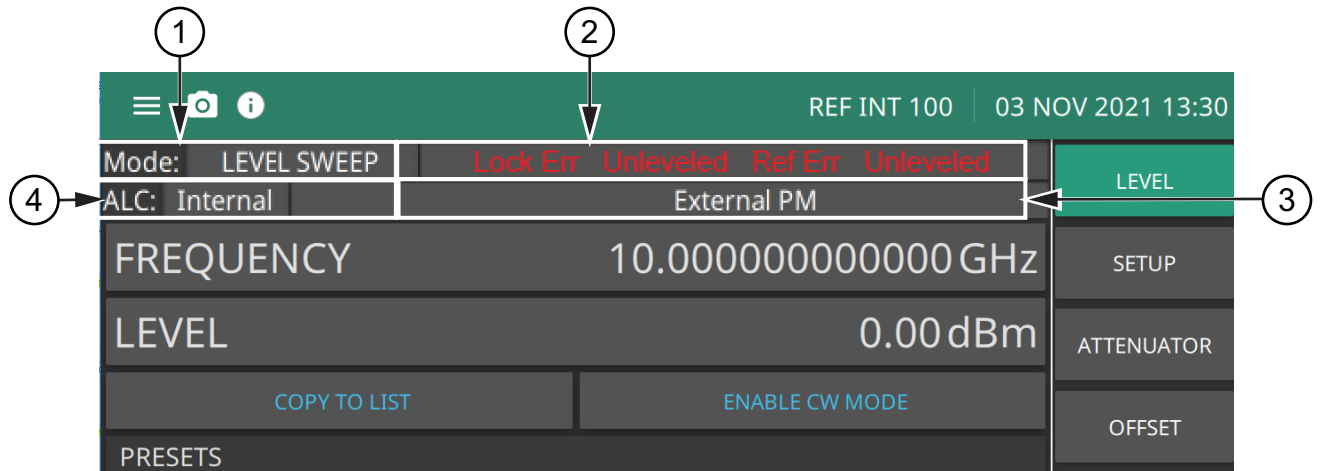 1 2
REF INT 100 03 NOV 2021 13:30
Mode: LEVEL SWEEP Lock Err Unleveled Ref Err Unleveled
LEVEL
4 ALC: Internal External PM 3
FREQUENCY 10.000000000000 GHz
SETUP
LEVEL 0.00 dBm
ATTENUATOR
COPY TO LIST ENABLE CW MODE
OFFSET
PRESETS